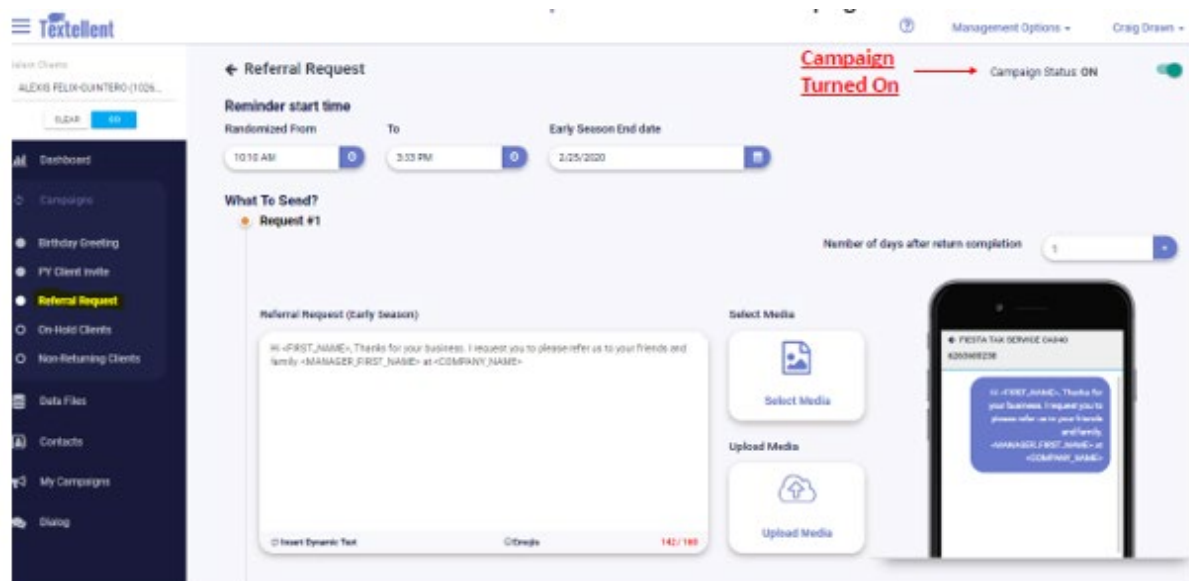 Textellent
Management Options
Craig Drawn
ALEXIS FELIX-QUINTERO (1026...
CLEAR
GO
Dashboard
Campaigns
Birthday Greeting
PY Client Invite
Referral Request
On-Hold Clients
Non-Returning Clients
Data Files
Contacts
My Campaigns
Dialog
Referral Request
Campaign
Turned On
Campaign Status: ON
Reminder start time
Randomized From
To
Early Season End date
10:10 AM
3:33 PM
2/25/2020
What To Send?
Request #1
Number of days after return completion
1
Referral Request (Early Season)
Hi <FIRST_NAME>, Thanks for your business. I request you to please refer us to your friends and
family <MANAGER_FIRST_NAME> at <COMPANY_NAME>
Insert Dynamic Text
Emojis
142 / 160
Select Media
Select Media
Upload Media
Upload Media
FIESTA TAX SERVICE
Hi <FIRST_NAME>, Thanks for
your business. I request you to
please refer us to your friends
and family.
<MANAGER_FIRST_NAME> at
<COMPANY_NAME>